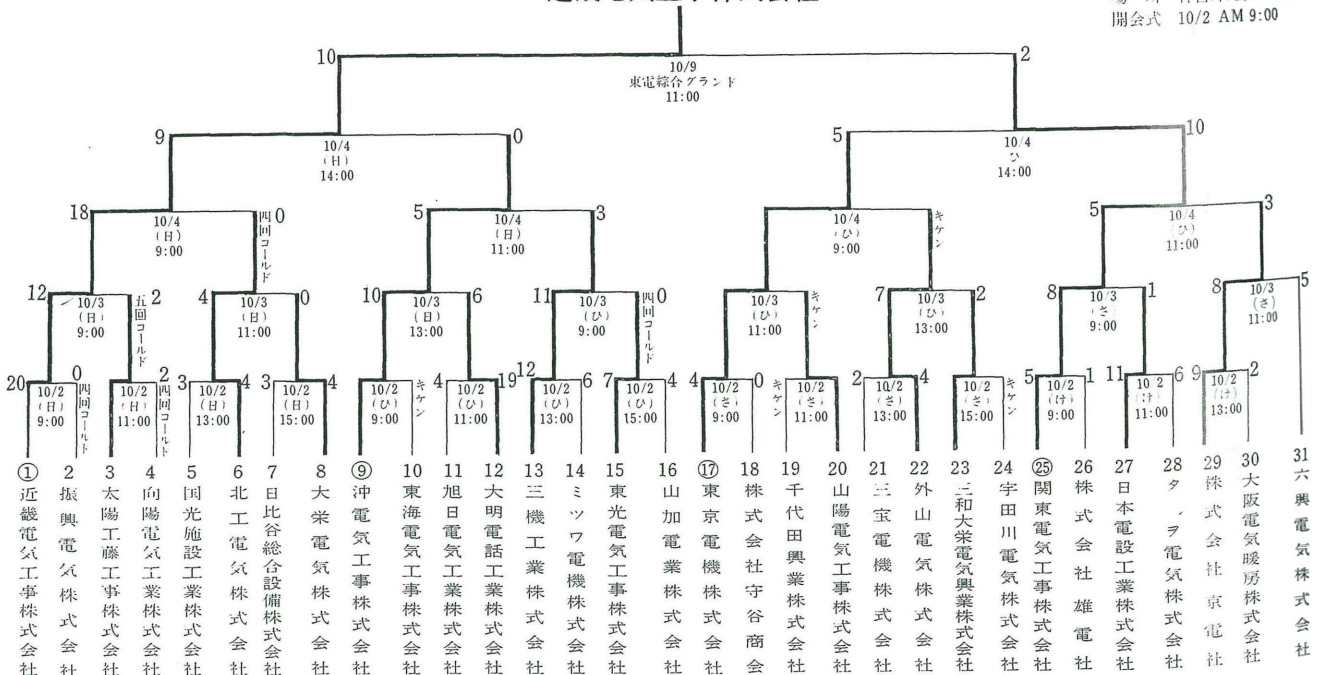 開会式 10/2 AM 9:00
10
2
10/9
東電綜合グランド
11:00
9
0
10/4
(日)
14:00
5
10
10/4
ひ
14:00
18
四回コールド
0
10/4
(日)
9:00
5
3
10/4
(日)
11:00
キケン
10/4
(ひ)
9:00
5
3
10/4
(ひ)
11:00
12
五回コールド
2
10/3
(日)
9:00
4
0
10/3
(日)
11:00
10
6
10/3
(日)
13:00
11
四回コールド
0
10/3
(ひ)
9:00
キケン
10/3
(ひ)
11:00
7
2
10/3
(ひ)
13:00
8
1
10/3
(さ)
9:00
8
5
10/3
(さ)
11:00
20
0
四回コールド
10/2
(日)
9:00
2
四回コールド
10/2
(日)
11:00
3
4
10/2
(日)
13:00
3
4
10/2
(日)
15:00
キケン
10/2
(ひ)
9:00
4
19
10/2
(ひ)
11:00
12
6
10/2
(ひ)
13:00
7
4
10/2
(ひ)
15:00
4
0
10/2
(さ)
9:00
キケン
10/2
(さ)
11:00
2
4
10/2
(さ)
13:00
キケン
10/2
(さ)
15:00
5
1
10/2
(け)
9:00
11
6
10 2
(け)
11:00
9
2
10/2
(け)
13:00
① 近畿電気工事株式会社
2 振興電気株式会社
3 太陽工藤工事株式会社
4 向陽電気工業株式会社
5 国光施設工業株式会社
6 北工電気株式会社
7 日比谷総合設備株式会社
8 大栄電気株式会社
⑨ 沖電気工事株式会社
10 東海電気工事株式会社
11 旭日電気工業株式会社
12 大明電話工業株式会社
13 三機工業株式会社
14 ミツワ電機株式会社
15 東光電気工事株式会社
16 山加電業株式会社
⑰ 東京電機株式会社
18 株式会社守谷商会
19 千代田興業株式会社
20 山陽電気工事株式会社
21 三宝電機株式会社
22 外山電気株式会社
23 三和大栄電気興業株式会社
24 宇田川電気株式会社
㉕ 関東電気工事株式会社
26 株式会社雄電社
27 日本電設工業株式会社
28 電気株式会社
29 株式会社京電社
30 大阪電気暖房株式会社
31 六興電気株式会社